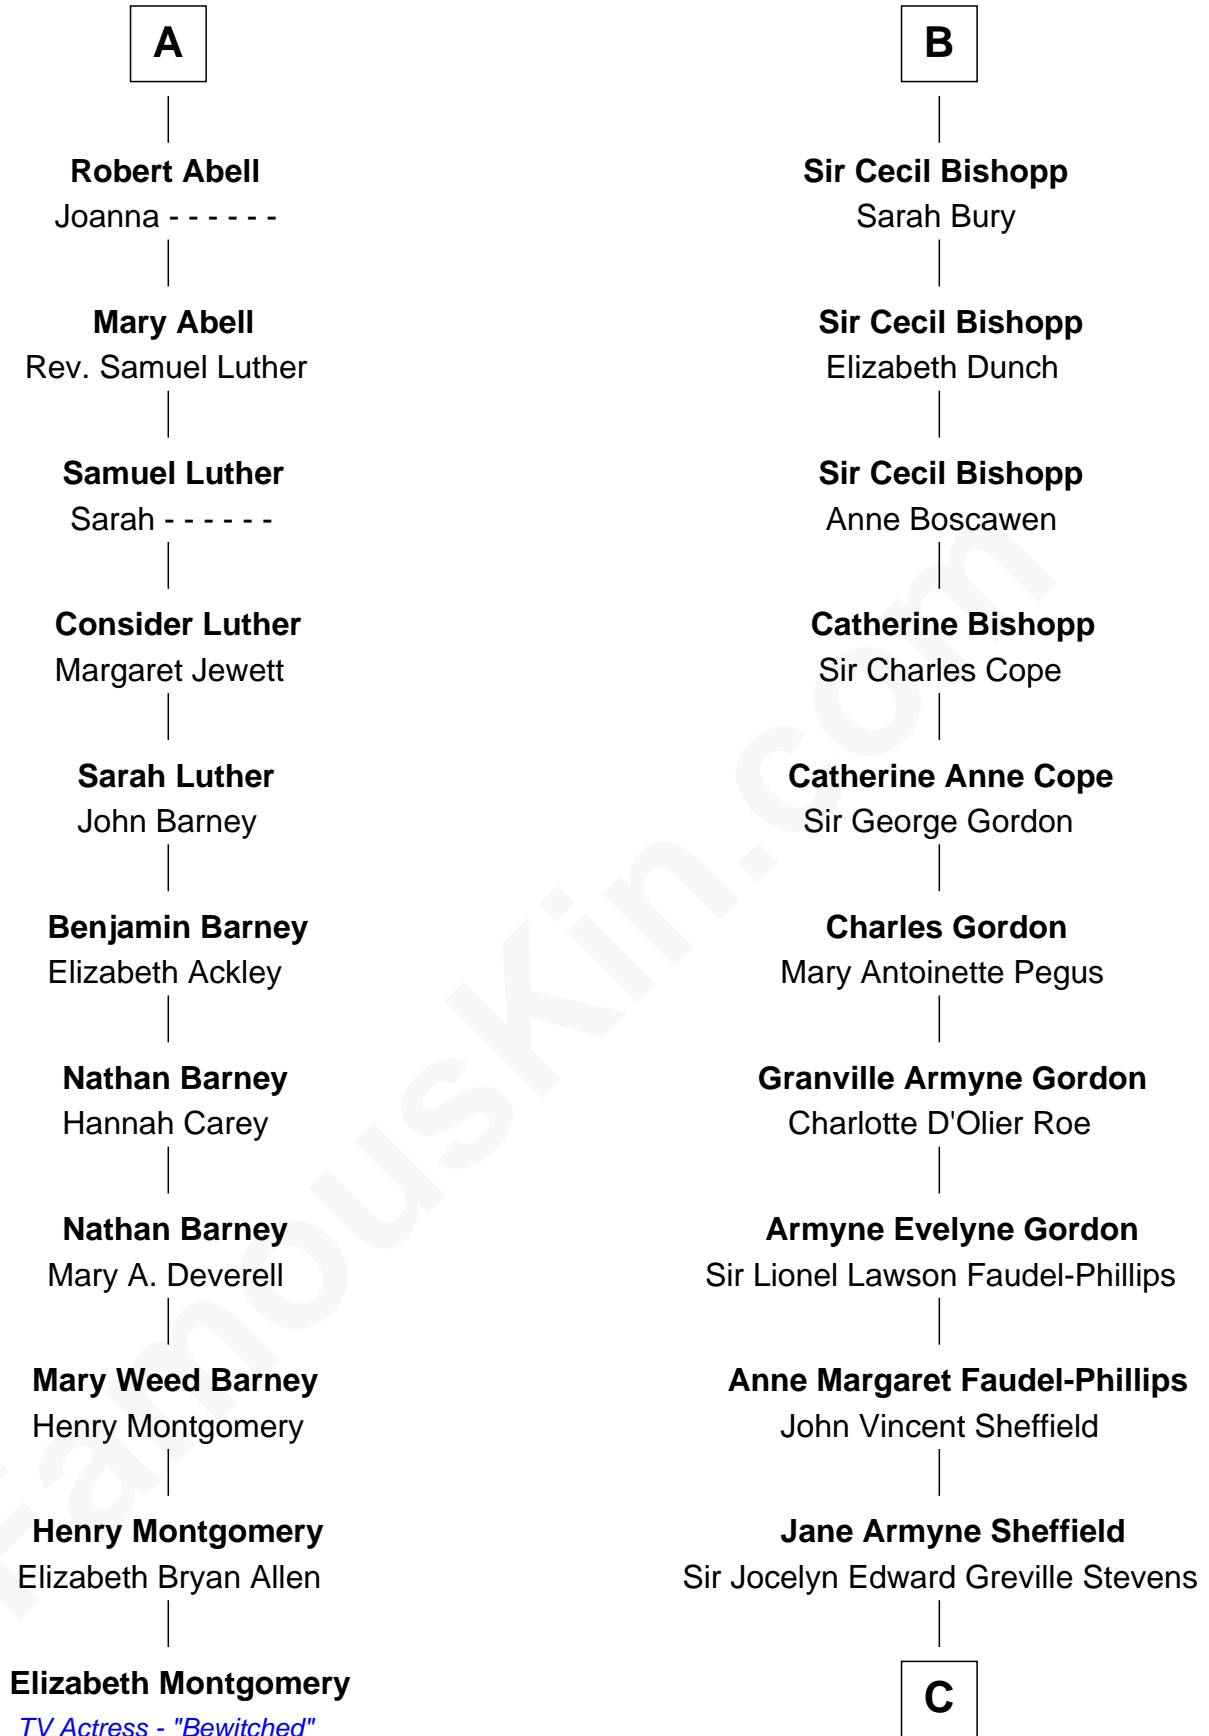 A
Robert Abell
Joanna - - - - - -
Mary Abell
Rev. Samuel Luther
Samuel Luther
Sarah - - - - - -
Consider Luther
Margaret Jewett
Sarah Luther
John Barney
Benjamin Barney
Elizabeth Ackley
Nathan Barney
Hannah Carey
Nathan Barney
Mary A. Deverell
Mary Weed Barney
Henry Montgomery
Henry Montgomery
Elizabeth Bryan Allen
Elizabeth Montgomery
TV Actress - "Bewitched"
B
Sir Cecil Bishopp
Sarah Bury
Sir Cecil Bishopp
Elizabeth Dunch
Sir Cecil Bishopp
Anne Boscawen
Catherine Bishopp
Sir Charles Cope
Catherine Anne Cope
Sir George Gordon
Charles Gordon
Mary Antoinette Pegus
Granville Armyne Gordon
Charlotte D'Olier Roe
Armyne Evelyne Gordon
Sir Lionel Lawson Faudel-Phillips
Anne Margaret Faudel-Phillips
John Vincent Sheffield
Jane Armyne Sheffield
Sir Jocelyn Edward Greville Stevens
C
FamousKin.com